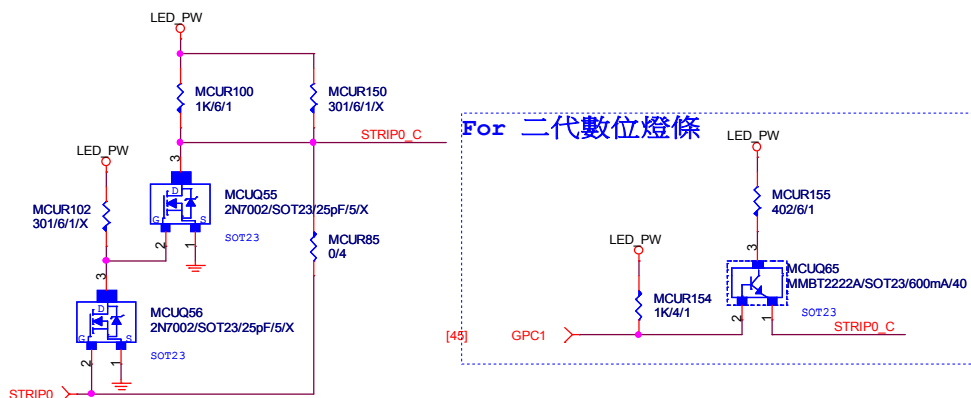 LED_PW
MCUR100
1K/6/1
MCUR150
301/6/1/X
STRIP0_C
LED_PW
3
D
G
S
MCUQ55
2N7002/SOT23/25pF/5/X
SOT23
2
1
MCUR102
301/6/1/X
MCUR85
0/4
3
D
G
S
MCUQ56
2N7002/SOT23/25pF/5/X
SOT23
2
1
STRIP0
For 二代數位燈條
LED_PW
MCUR155
402/6/1
LED_PW
3
MCUQ65
MMBT2222A/SOT23/600mA/40
SOT23
MCUR154
1K/4/1
2
1
[45]
GPC1
STRIP0_C